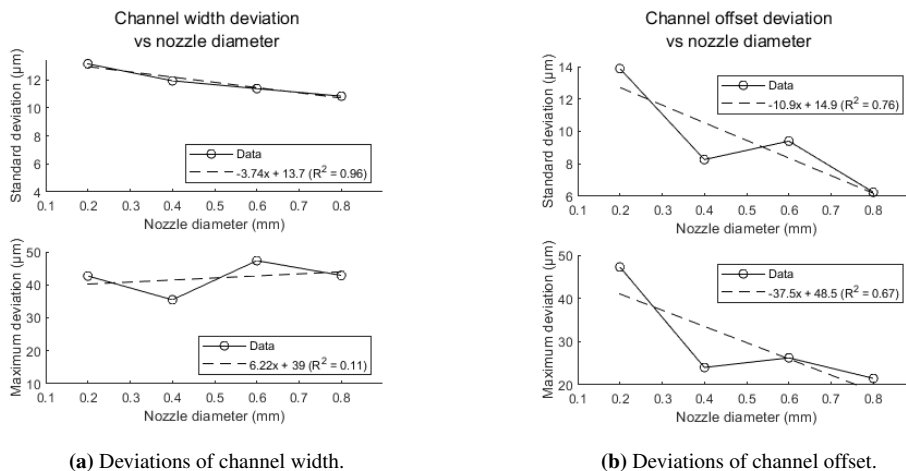 Channel width deviation
vs nozzle diameter
Standard deviation (µm)
12
10
8
6
4
Data
-3.74x + 13.7 (R² = 0.96)
0.1 0.2 0.3 0.4 0.5 0.6 0.7 0.8
Nozzle diameter (mm)
Maximum deviation (µm)
50
40
30
20
10
Data
6.22x + 39 (R² = 0.11)
0.1 0.2 0.3 0.4 0.5 0.6 0.7 0.8
Nozzle diameter (mm)
(a) Deviations of channel width.
Channel offset deviation
vs nozzle diameter
Standard deviation (µm)
14
12
10
8
6
Data
-10.9x + 14.9 (R² = 0.76)
0.1 0.2 0.3 0.4 0.5 0.6 0.7 0.8
Nozzle diameter (mm)
Maximum deviation (µm)
50
40
30
20
Data
-37.5x + 48.5 (R² = 0.67)
0.1 0.2 0.3 0.4 0.5 0.6 0.7 0.8
Nozzle diameter (mm)
(b) Deviations of channel offset.